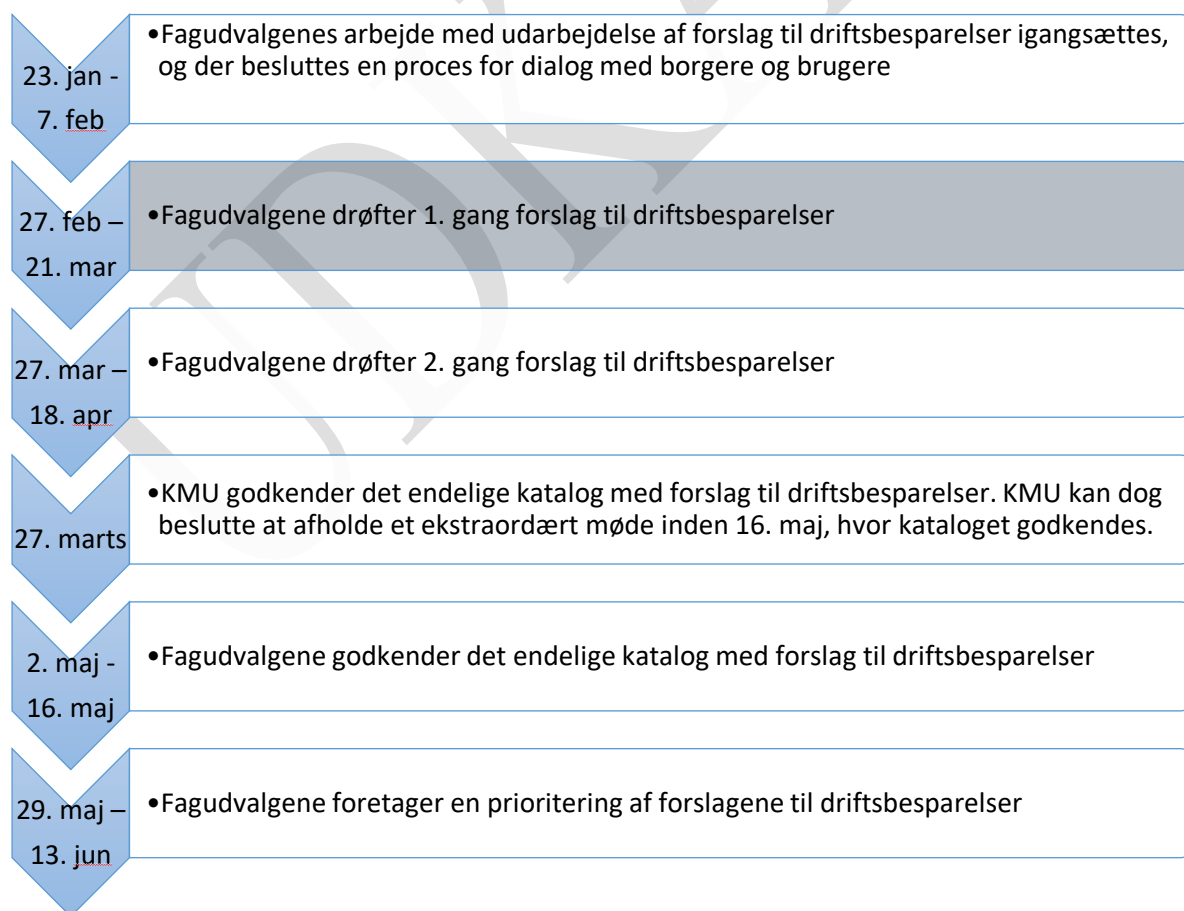 23. jan -
7. feb
•Fagudvalgenes arbejde med udarbejdelse af forslag til driftsbesparelser igangsættes,
og der besluttes en proces for dialog med borgere og brugere
27. feb –
21. mar
•Fagudvalgene drøfter 1. gang forslag til driftsbesparelser
27. mar –
18. apr
•Fagudvalgene drøfter 2. gang forslag til driftsbesparelser
27. marts
•KMU godkender det endelige katalog med forslag til driftsbesparelser. KMU kan dog
beslutte at afholde et ekstraordært møde inden 16. maj, hvor kataloget godkendes.
2. maj -
16. maj
•Fagudvalgene godkender det endelige katalog med forslag til driftsbesparelser
29. maj –
13. jun
•Fagudvalgene foretager en prioritering af forslagene til driftsbesparelser